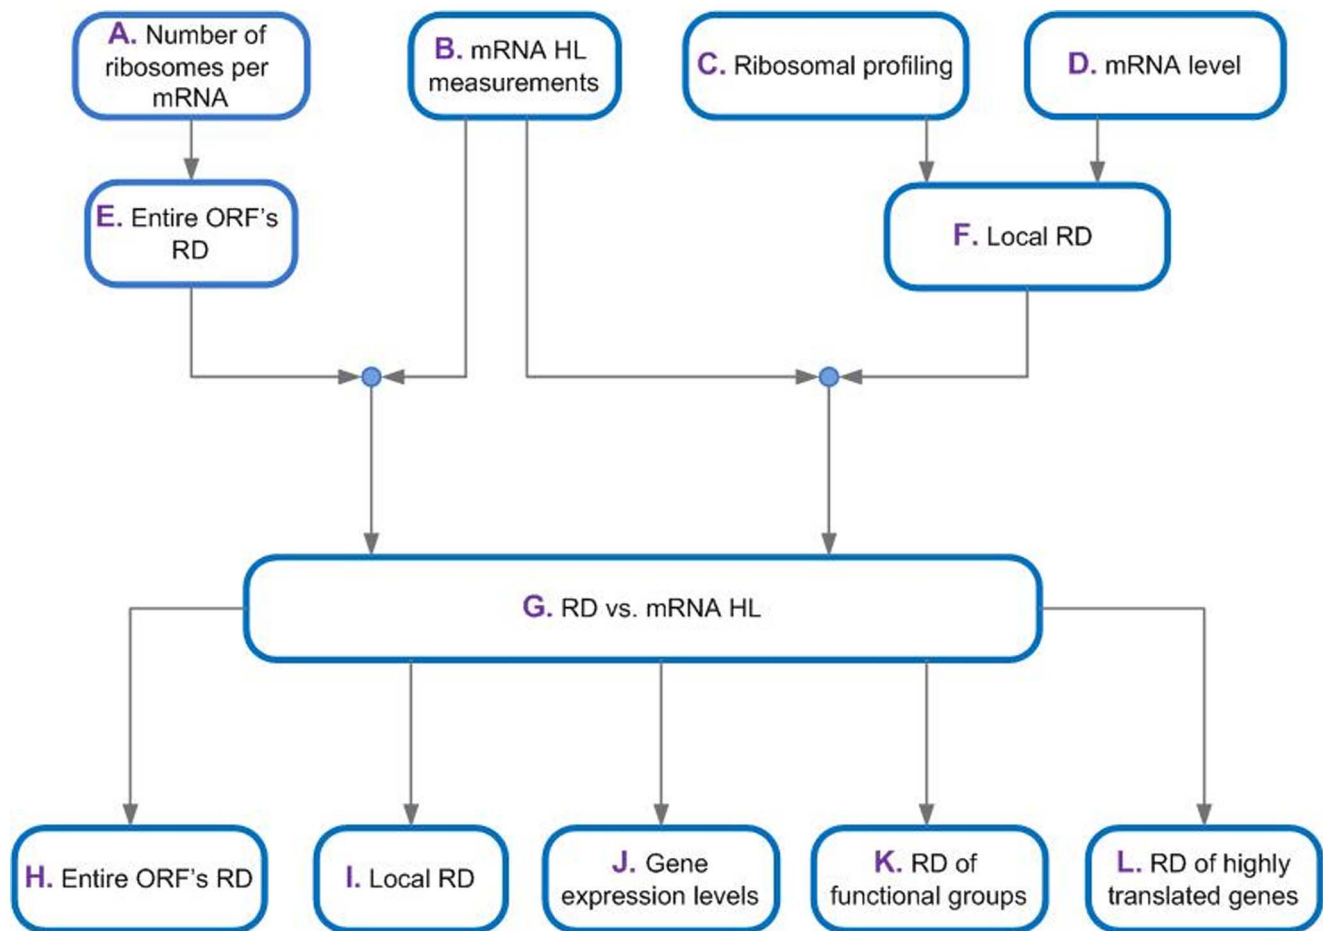 A. Number of
ribosomes per
mRNA
B. mRNA HL
measurements
C. Ribosomal profiling
D. mRNA level
E. Entire ORF's
RD
F. Local RD
G. RD vs. mRNA HL
H. Entire ORF's RD
I. Local RD
J. Gene
expression levels
K. RD of
functional groups
L. RD of highly
translated genes